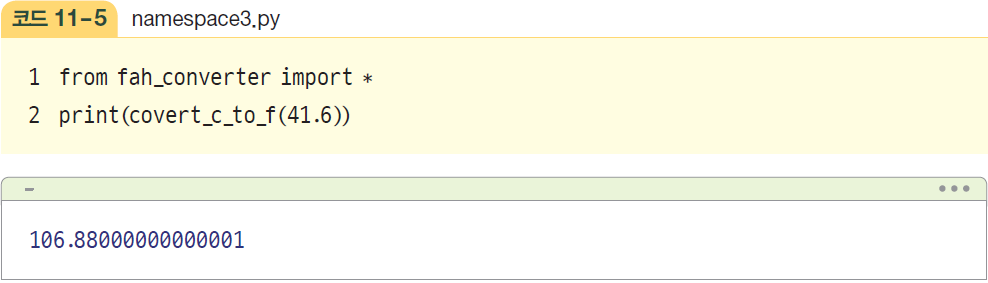 코드 11-5 namespace3.py
1 from fah_converter import *
2 print(covert_c_to_f(41.6))
106.88000000000001